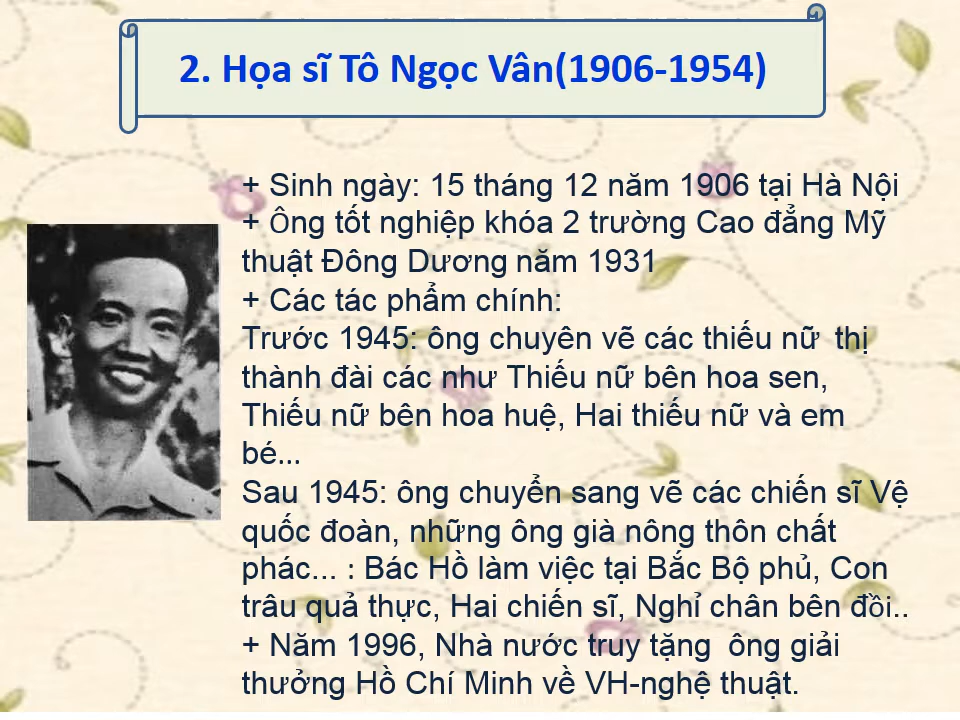 2. Họa sĩ Tô Ngọc Vân(1906-1954)
+ Sinh ngày: 15 tháng 12 năm 1906 tại Hà Nội
+ Ông tốt nghiệp khóa 2 trường Cao đẳng Mỹ
thuật Đông Dương năm 1931
+ Các tác phẩm chính:
Trước 1945: ông chuyên vẽ các thiếu nữ thị
thành đài các như Thiếu nữ bên hoa sen,
Thiếu nữ bên hoa huệ, Hai thiếu nữ và em
bé...
Sau 1945: ông chuyển sang vẽ các chiến sĩ Vệ
quốc đoàn, những ông già nông thôn chất
phác... : Bác Hồ làm việc tại Bắc Bộ phủ, Con
trâu quả thực, Hai chiến sĩ, Nghỉ chân bên đồi..
+ Năm 1996, Nhà nước truy tặng ông giải
thưởng Hồ Chí Minh về VH-nghệ thuật.